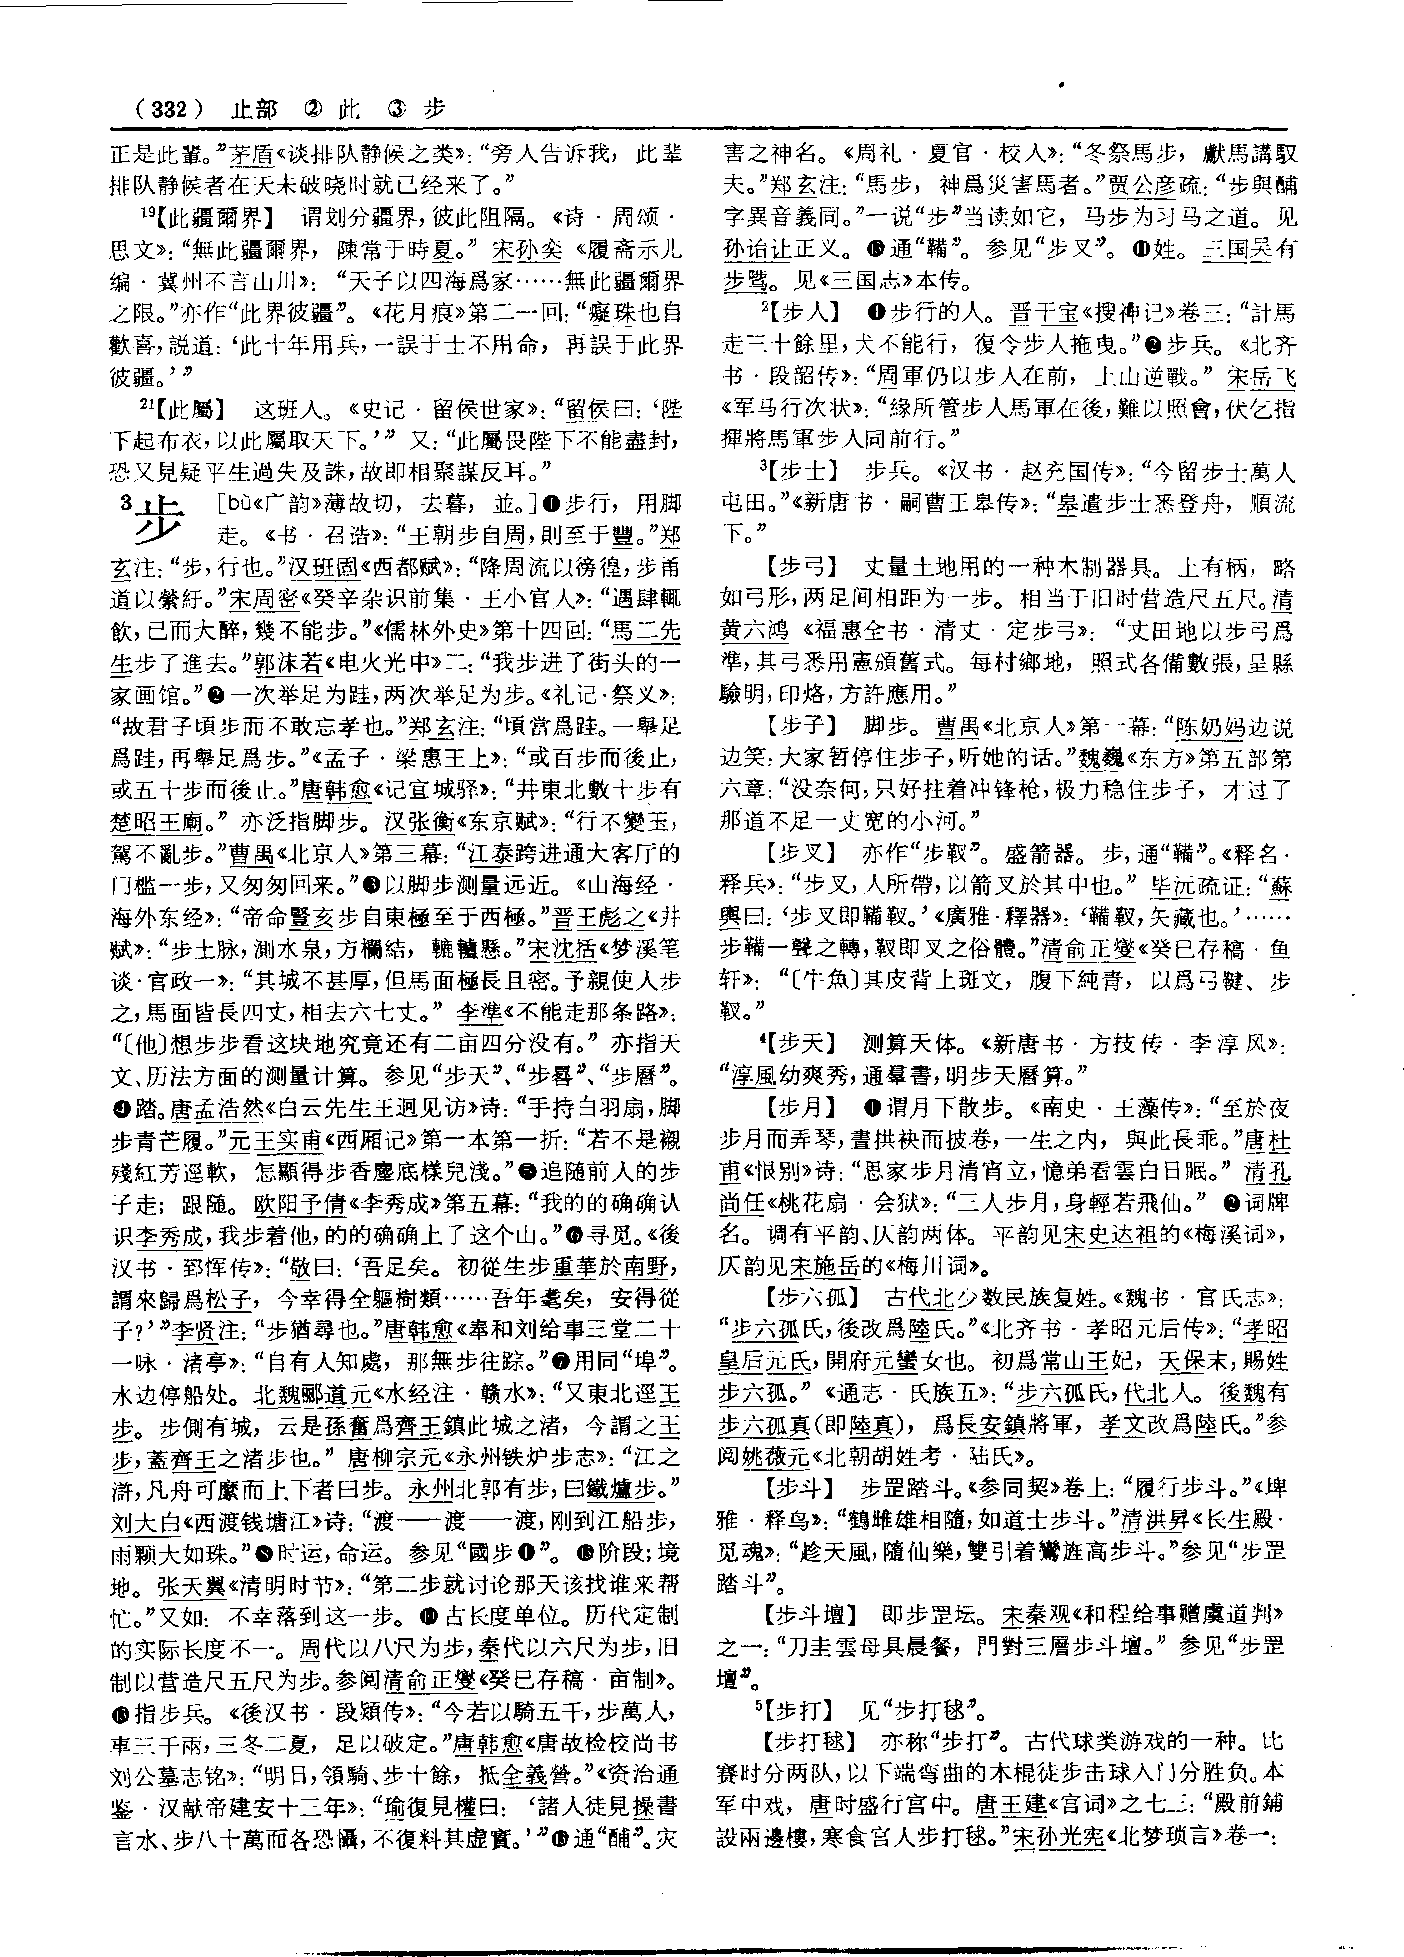 （332） 止部 ② 此 ③ 步
正是此輩。”茅盾《谈排队静候之类》：“旁人告诉我，此辈
排队静候者在天未破晓时就已经来了。”
¹⁹【此疆爾界】 谓划分疆界，彼此阻隔。《诗·周颂·
思文》：“無此疆爾界，陳常于時夏。” 宋孙奕《履斋示儿
编·冀州不言山川》：“天子以四海爲家……無此疆爾界
之限。”亦作“此界彼疆”。《花月痕》第二一回：“癡珠也自
歡喜，説道：‘此十年用兵，一誤于士不用命，再誤于此界
彼疆。’”
²¹【此屬】 这班人。《史记·留侯世家》：“留侯曰：‘陛
下起布衣，以此屬取天下。’” 又：“此屬畏陛下不能盡封，
恐又見疑平生過失及誅，故即相聚謀反耳。”
3步 ［bù《广韵》薄故切，去暮，並。］❶步行，用脚
走。《书·召诰》：“王朝步自周，則至于豐。”郑
玄注：“步，行也。”汉班固《西都赋》：“降周流以徬徨，步甬
道以縈紆。”宋周密《癸辛杂识前集·王小官人》：“遇肆輒
飲，已而大醉，幾不能步。”《儒林外史》第十四回：“馬二先
生步了進去。”郭沫若《电火光中》二：“我步进了街头的一
家画馆。”❷一次举足为跬，两次举足为步。《礼记·祭义》：
“故君子頃步而不敢忘孝也。”郑玄注：“頃當爲跬。一舉足
爲跬，再舉足爲步。”《孟子·梁惠王上》：“或百步而後止，
或五十步而後止。”唐韩愈《记宜城驿》：“井東北數十步有
楚昭王廟。” 亦泛指脚步。汉张衡《东京赋》：“行不變玉，
駕不亂步。”曹禺《北京人》第三幕：“江泰跨进通大客厅的
门槛一步，又匆匆回来。”❸以脚步测量远近。《山海经·
海外东经》：“帝命豎亥步自東極至于西極。”晋王彪之《井
赋》：“步土脉，測水泉，方欄結，轆轤懸。”宋沈括《梦溪笔
谈·官政一》：“其城不甚厚，但馬面極長且密。予親使人步
之，馬面皆長四丈，相去六七丈。” 李準《不能走那条路》：
“〔他〕想步步看这块地究竟还有二亩四分没有。” 亦指天
文、历法方面的测量计算。参见“步天”、“步晷”、“步曆”。
❹踏。唐孟浩然《白云先生王迥见访》诗：“手持白羽扇，脚
步青芒履。”元王实甫《西厢记》第一本第一折：“若不是襯
殘紅芳逕軟，怎顯得步香塵底樣兒淺。”❺追随前人的步
子走；跟随。欧阳予倩《李秀成》第五幕：“我的的确确认
识李秀成，我步着他，的的确确上了这个山。”❻寻觅。《後
汉书·郅恽传》：“敬曰：‘吾足矣。初從生步重華於南野，
謂來歸爲松子，今幸得全軀樹類……吾年耄矣，安得從
子？’”李贤注：“步猶尋也。”唐韩愈《奉和刘给事三堂二十
一咏·渚亭》：“自有人知處，那無步往踪。”❼用同“埠”。
水边停船处。北魏郦道元《水经注·赣水》：“又東北逕王
步。步側有城，云是孫奮爲齊王鎮此城之渚，今謂之王
步，蓋齊王之渚步也。” 唐柳宗元《永州铁炉步志》：“江之
滸，凡舟可縻而上下者曰步。永州北郭有步，曰鐵爐步。”
刘大白《西渡钱塘江》诗：“渡——渡——渡，刚到江船步，
雨颗大如珠。”❽时运，命运。参见“國步❶”。❾阶段；境
地。张天翼《清明时节》：“第二步就讨论那天该找谁来帮
忙。”又如：不幸落到这一步。❿占长度单位。历代定制
的实际长度不一。周代以八尺为步，秦代以六尺为步，旧
制以营造尺五尺为步。参阅清俞正燮《癸巳存稿·亩制》。
⓫指步兵。《後汉书·段熲传》：“今若以騎五千，步萬人，
車三千兩，三冬二夏，足以破定。”唐韩愈《唐故检校尚书
刘公墓志铭》：“明日，領騎、步十餘，抵全義營。”《资治通
鉴·汉献帝建安十三年》：“瑜復見權曰：‘諸人徒見操書
言水、步八十萬而各恐懾，不復料其虛實。’”⓬通“酺”。灾
害之神名。《周礼·夏官·校人》：“冬祭馬步，獻馬講馭
夫。”郑玄注：“馬步，神爲災害馬者。”贾公彦疏：“步與酺
字異音義同。”一说“步”当读如它，马步为习马之道。见
孙诒让正义。⓭通“鞴”。参见“步叉”。⓮姓。三国吴有
步骘。见《三国志》本传。
²【步人】 ❶步行的人。晋干宝《搜神记》卷三：“計馬
走三十餘里，犬不能行，復令步人拖曳。”❷步兵。《北齐
书·段韶传》：“周軍仍以步人在前，上山逆戰。” 宋岳飞
《军马行次状》：“緣所管步人馬軍在後，難以照會，伏乞指
揮將馬軍步人同前行。”
³【步士】 步兵。《汉书·赵充国传》：“今留步士萬人
屯田。”《新唐书·嗣曹王皋传》：“皋遣步士悉登舟，順流
下。”
【步弓】 丈量土地用的一种木制器具。上有柄，略
如弓形，两足间相距为一步。相当于旧时营造尺五尺。清
黄六鸿《福惠全书·清丈·定步弓》：“丈田地以步弓爲
準，其弓悉用憲頒舊式。每村鄉地，照式各備數張，呈縣
驗明，印烙，方許應用。”
【步子】 脚步。曹禺《北京人》第一幕：“陈奶妈边说
边笑：大家暂停住步子，听她的话。”魏巍《东方》第五部第
六章：“没奈何，只好拄着冲锋枪，极力稳住步子，才过了
那道不足一丈宽的小河。”
【步叉】 亦作“步靫”。盛箭器。步，通“鞴”。《释名·
释兵》：“步叉，人所帶，以箭叉於其中也。” 毕沅疏证：“蘇
輿曰：‘步叉即鞴靫。’《廣雅·釋器》：‘鞴靫，矢藏也。’……
步鞴一聲之轉，靫即叉之俗體。”清俞正燮《癸巳存稿·鱼
轩》：“〔牛魚〕其皮背上斑文，腹下純青，以爲弓鞬、步
靫。”
⁴【步天】 测算天体。《新唐书·方技传·李淳风》：
“淳風幼爽秀，通羣書，明步天曆算。”
【步月】 ❶谓月下散步。《南史·王藻传》：“至於夜
步月而弄琴，晝拱袂而披卷，一生之内，與此長乖。”唐杜
甫《恨别》诗：“思家步月清宵立，憶弟看雲白日眠。” 清孔
尚任《桃花扇·会狱》：“三人步月，身輕若飛仙。” ❷词牌
名。调有平韵、仄韵两体。平韵见宋史达祖的《梅溪词》，
仄韵见宋施岳的《梅川词》。
【步六孤】 古代北少数民族复姓。《魏书·官氏志》：
“步六孤氏，後改爲陸氏。”《北齐书·孝昭元后传》：“孝昭
皇后元氏，開府元蠻女也。初爲常山王妃，天保末，賜姓
步六孤。” 《通志·氏族五》：“步六孤氏，代北人。後魏有
步六孤真（即陸真），爲長安鎮將軍，孝文改爲陸氏。”参
阅姚薇元《北朝胡姓考·陆氏》。
【步斗】 步罡踏斗。《参同契》卷上：“履行步斗。”《埤
雅·释鸟》：“鶴雌雄相隨，如道士步斗。”清洪昇《长生殿·
觅魂》：“趁天風，隨仙樂，雙引着鸞旌高步斗。”参见“步罡
踏斗”。
【步斗壇】 即步罡坛。宋秦观《和程给事赠虞道判》
之一：“刀圭雲母具晨餐，門對三層步斗壇。” 参见“步罡
壇”。
⁵【步打】 见“步打毬”。
【步打毬】 亦称“步打”。古代球类游戏的一种。比
赛时分两队，以下端弯曲的木棍徒步击球入门分胜负。本
军中戏，唐时盛行宫中。唐王建《宫词》之七三：“殿前鋪
設兩邊樓，寒食宫人步打毬。”宋孙光宪《北梦琐言》卷一：